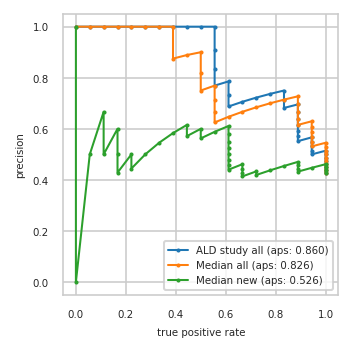 1.0
0.8
0.6
0.4
0.2
0.0
precision
ALD study all (aps: 0.860)
Median all (aps: 0.826)
Median new (aps: 0.526)
0.0 0.2 0.4 0.6 0.8 1.0
true positive rate